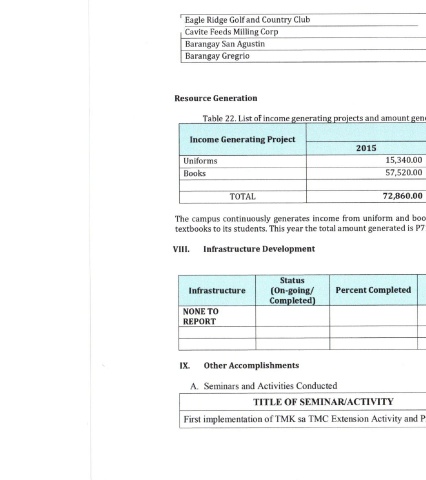 Eagle Ridge Golf and Country Club
Cavite Feeds Milling Corp
Barangay San Agustin
Barangay Gregrio
Resource Generation
Table 22. List of income generating projects and amount gen
Income Generating Project
2015
Uniforms 15,340.00
Books 57,520.00
TOTAL 72,860.00
The campus continuously generates income from uniform and boo
textbooks to its students. This year the total amount generated is P7
VIII. Infrastructure Development
Infrastructure Status (On-going/ Completed) Percent Completed
NONE TO
REPORT
IX. Other Accomplishments
A. Seminars and Activities Conducted
TITLE OF SEMINAR/ACTIVITY
First implementation of TMK sa TMC Extension Activity and P